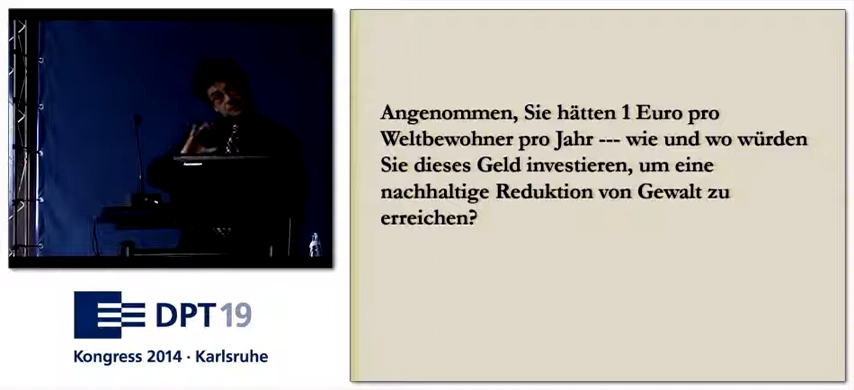 Angenommen, Sie hätten 1 Euro pro
Weltbewohner pro Jahr --- wie und wo würden
Sie dieses Geld investieren, um eine
nachhaltige Reduktion von Gewalt zu
erreichen?
DPT 19
Kongress 2014 · Karlsruhe